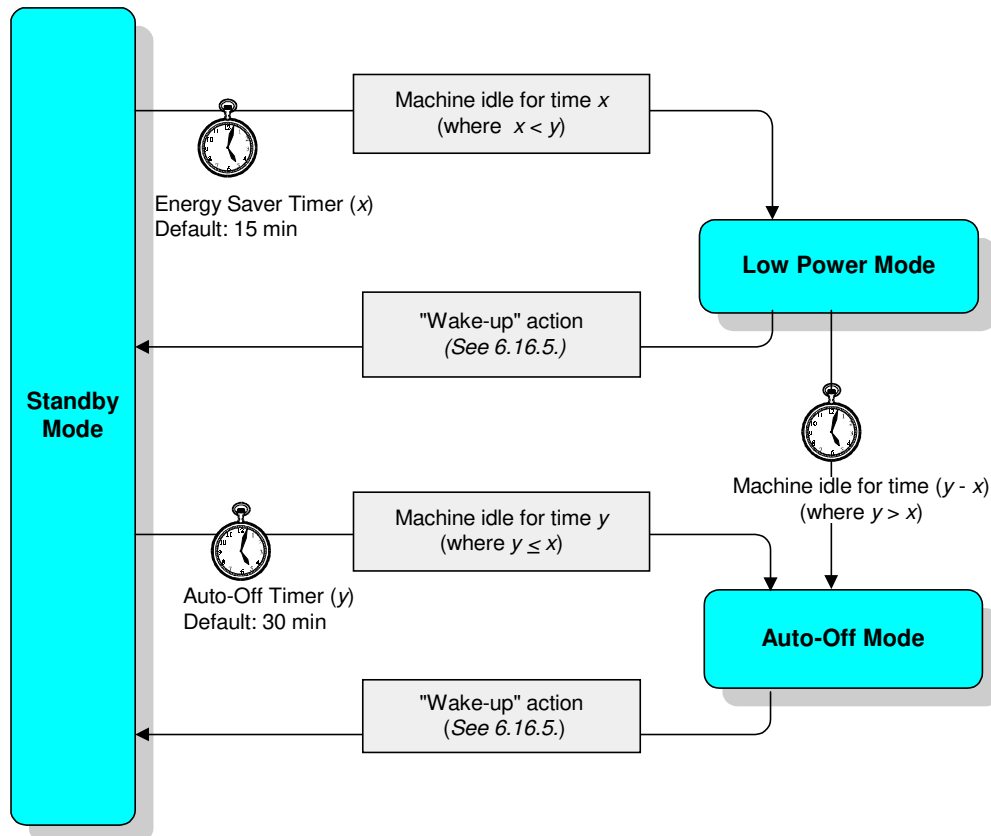 Machine idle for time x
(where x < y)
Energy Saver Timer (x)
Default: 15 min
Low Power Mode
"Wake-up" action
(See 6.16.5.)
Standby
Mode
Machine idle for time (y - x)
(where y > x)
Machine idle for time y
(where y ≤ x)
Auto-Off Timer (y)
Default: 30 min
Auto-Off Mode
"Wake-up" action
(See 6.16.5.)